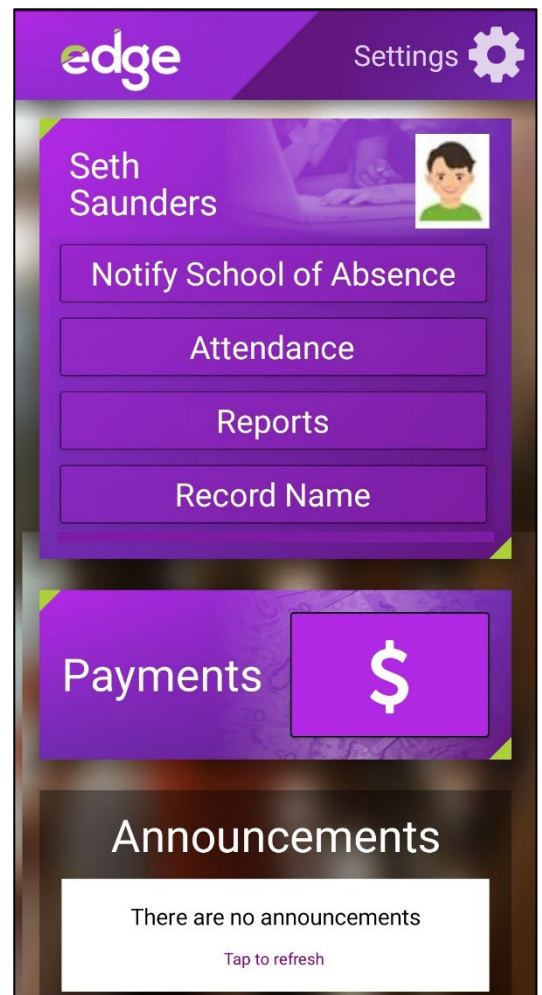 edge
Settings
Seth
Saunders
Notify School of Absence
Attendance
Reports
Record Name
Payments
$
Announcements
There are no announcements
Tap to refresh